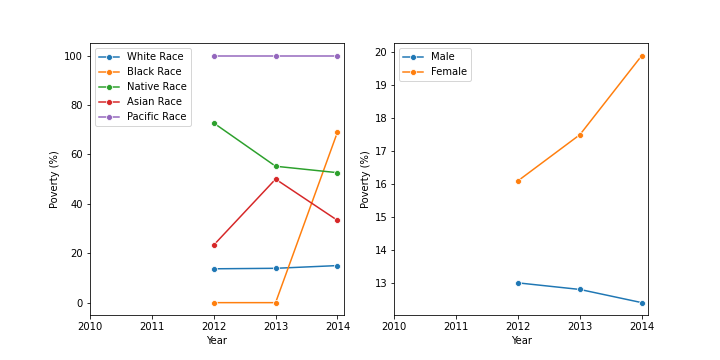 100
80
60
40
20
0
Poverty (%)
White Race
Black Race
Native Race
Asian Race
Pacific Race
2010 2011 2012 2013 2014
Year
20
19
18
17
16
15
14
13
Poverty (%)
Male
Female
2010 2011 2012 2013 2014
Year